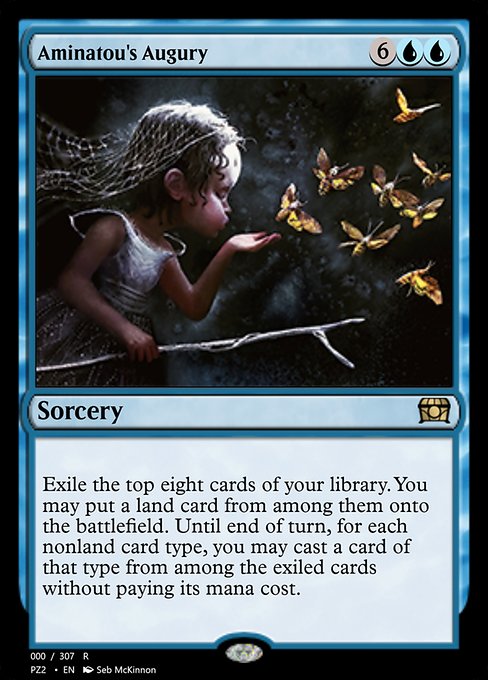 Aminatou's Augury 6
Sorcery
Exile the top eight cards of your library. You
may put a land card from among them onto
the battlefield. Until end of turn, for each
nonland card type, you may cast a card of
that type from among the exiled cards
without paying its mana cost.
000 / 307 R
PZ2 • EN Seb McKinnon